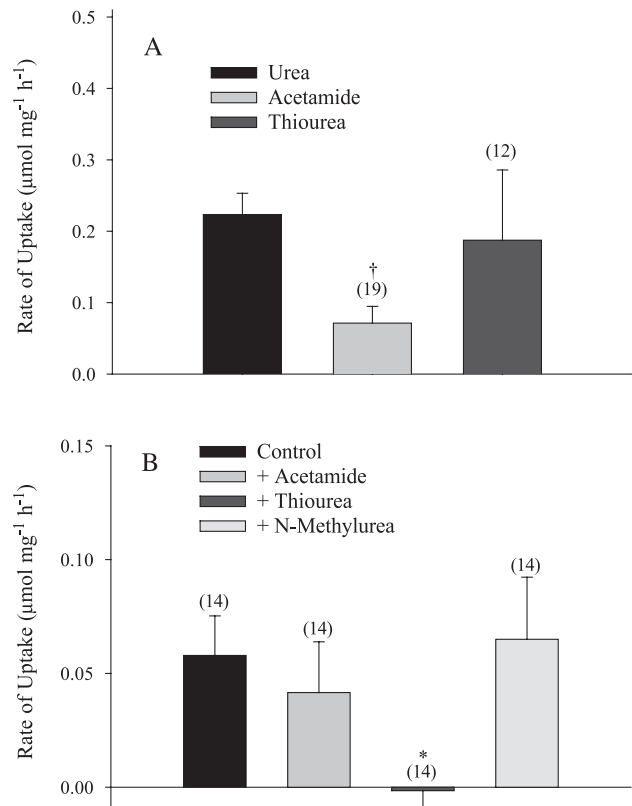 0.5
A
Urea
Acetamide
Thiourea
0.4
(12)
0.3
0.2
†
(19)
0.1
0.0
Rate of Uptake (µmol mg⁻¹ h⁻¹)
0.15
B
Control
+ Acetamide
+ Thiourea
+ N-Methylurea
0.10
(14)
(14)
(14)
0.05
*
(14)
0.00
Rate of Uptake (µmol mg⁻¹ h⁻¹)